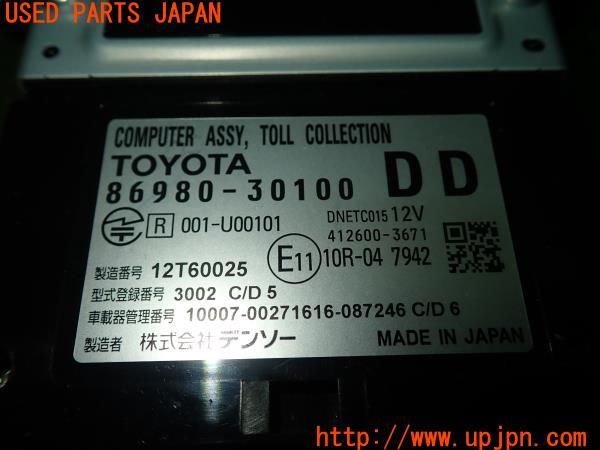 USED PARTS JAPAN
COMPUTER ASSY, TOLL COLLECTION
TOYOTA
86980-30100 DD
R 001-U00101
DNETC015 12V
412600-3671
E11 10R-04 7942
製造番号 12T60025
型式登録番号 3002 C/D 5
車載器管理番号 10007-00271616-087246 C/D 6
製造者 株式会社デンソー MADE IN JAPAN
UPJ
http://www.upjpn.com